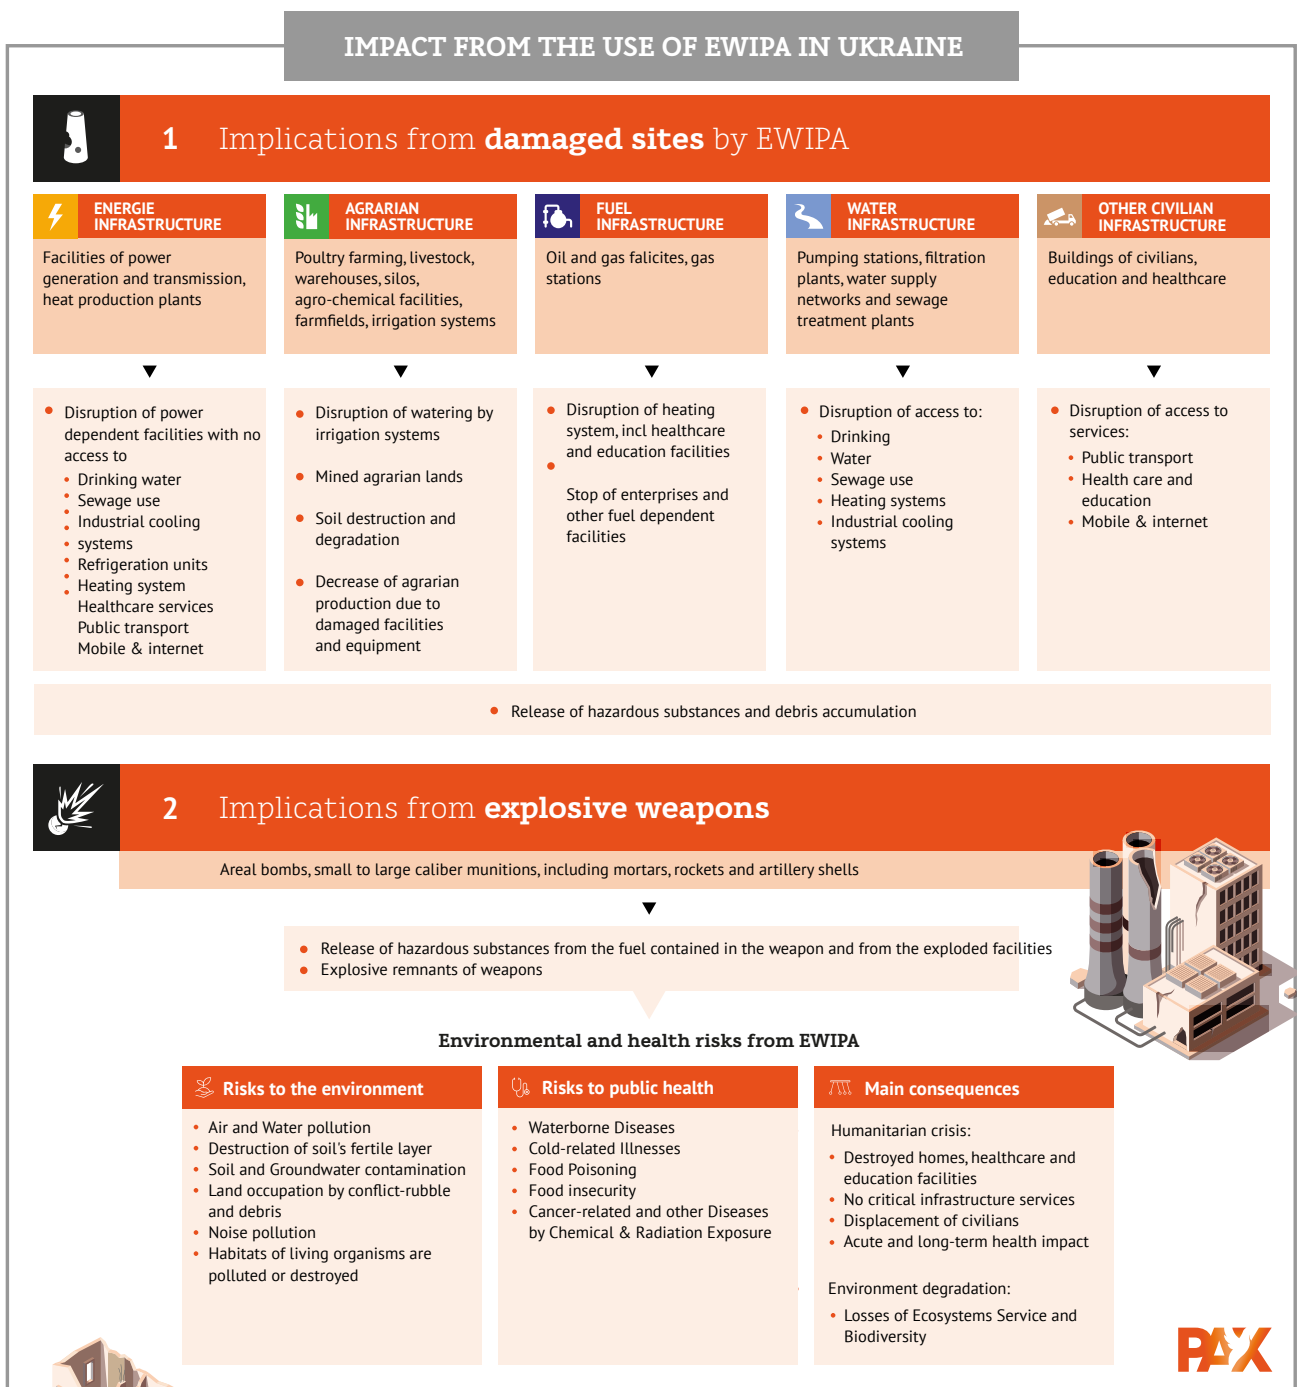 IMPACT FROM THE USE OF EWIPA IN UKRAINE
1 Implications from damaged sites by EWIPA
ENERGIE
INFRASTRUCTURE
Facilities of power
generation and transmission,
heat production plants
• Disruption of power
dependent facilities with no
access to
• Drinking water
• Sewage use
• Industrial cooling
• systems
• Refrigeration units
• Heating system
• Healthcare services
• Public transport
Mobile & internet
AGRARIAN
INFRASTRUCTURE
Poultry farming, livestock,
warehouses, silos,
agro-chemical facilities,
farmfields, irrigation systems
• Disruption of watering by
irrigation systems
• Mined agrarian lands
• Soil destruction and
degradation
• Decrease of agrarian
production due to
damaged facilities
and equipment
FUEL
INFRASTRUCTURE
Oil and gas falicites, gas
stations
• Disruption of heating
system, incl healthcare
and education facilities
• Stop of enterprises and
other fuel dependent
facilities
WATER
INFRASTRUCTURE
Pumping stations, filtration
plants, water supply
networks and sewage
treatment plants
• Disruption of access to:
• Drinking
• Water
• Sewage use
• Heating systems
• Industrial cooling
systems
OTHER CIVILIAN
INFRASTRUCTURE
Buildings of civilians,
education and healthcare
• Disruption of access to
services:
• Public transport
• Health care and
education
• Mobile & internet
• Release of hazardous substances and debris accumulation
2 Implications from explosive weapons
Areal bombs, small to large caliber munitions, including mortars, rockets and artillery shells
• Release of hazardous substances from the fuel contained in the weapon and from the exploded facilities
• Explosive remnants of weapons
Environmental and health risks from EWIPA
Risks to the environment
• Air and Water pollution
• Destruction of soil's fertile layer
• Soil and Groundwater contamination
• Land occupation by conflict-rubble
and debris
• Noise pollution
• Habitats of living organisms are
polluted or destroyed
Risks to public health
• Waterborne Diseases
• Cold-related Illnesses
• Food Poisoning
• Food insecurity
• Cancer-related and other Diseases
by Chemical & Radiation Exposure
Main consequences
Humanitarian crisis:
• Destroyed homes, healthcare and
education facilities
• No critical infrastructure services
• Displacement of civilians
• Acute and long-term health impact
Environment degradation:
• Losses of Ecosystems Service and
Biodiversity
PAX